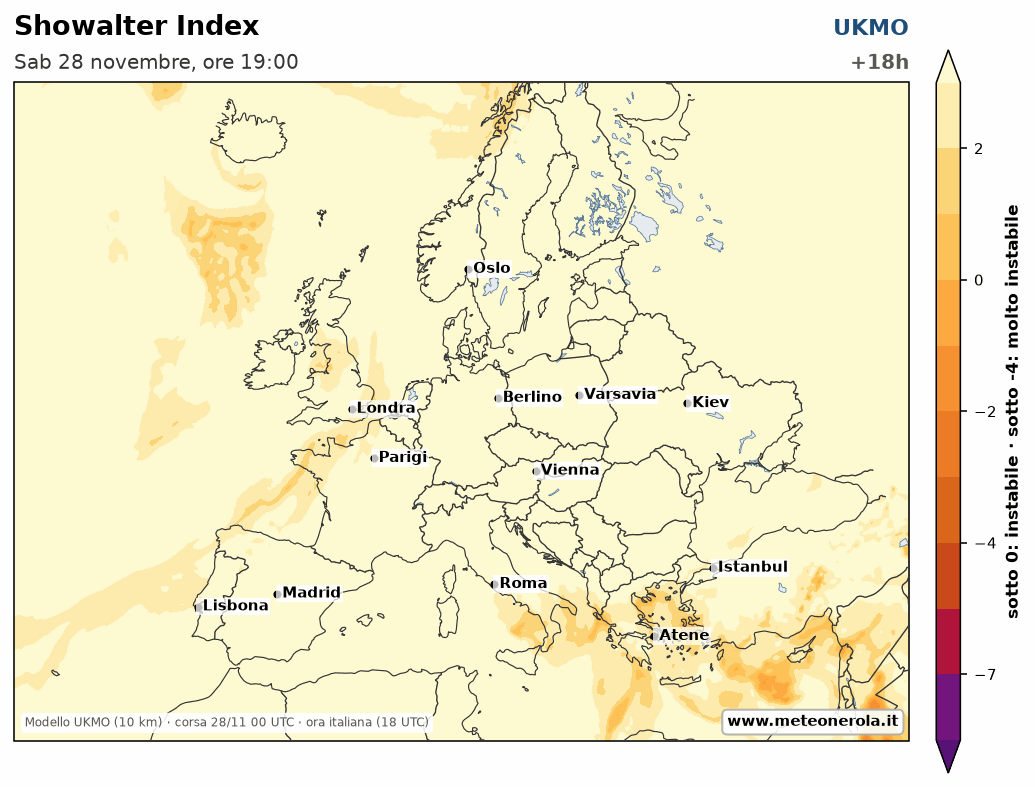 Showalter Index
UKMO
Sab 28 novembre, ore 19:00
+18h
Oslo
Berlino
Varsavia
Kiev
Londra
Parigi
Vienna
Istanbul
Roma
Madrid
Lisbona
Atene
Modello UKMO (10 km) · corsa 28/11 00 UTC · ora italiana (18 UTC)
www.meteonerola.it
2
0
−2
−4
−7
sotto 0: instabile · sotto -4: molto instabile